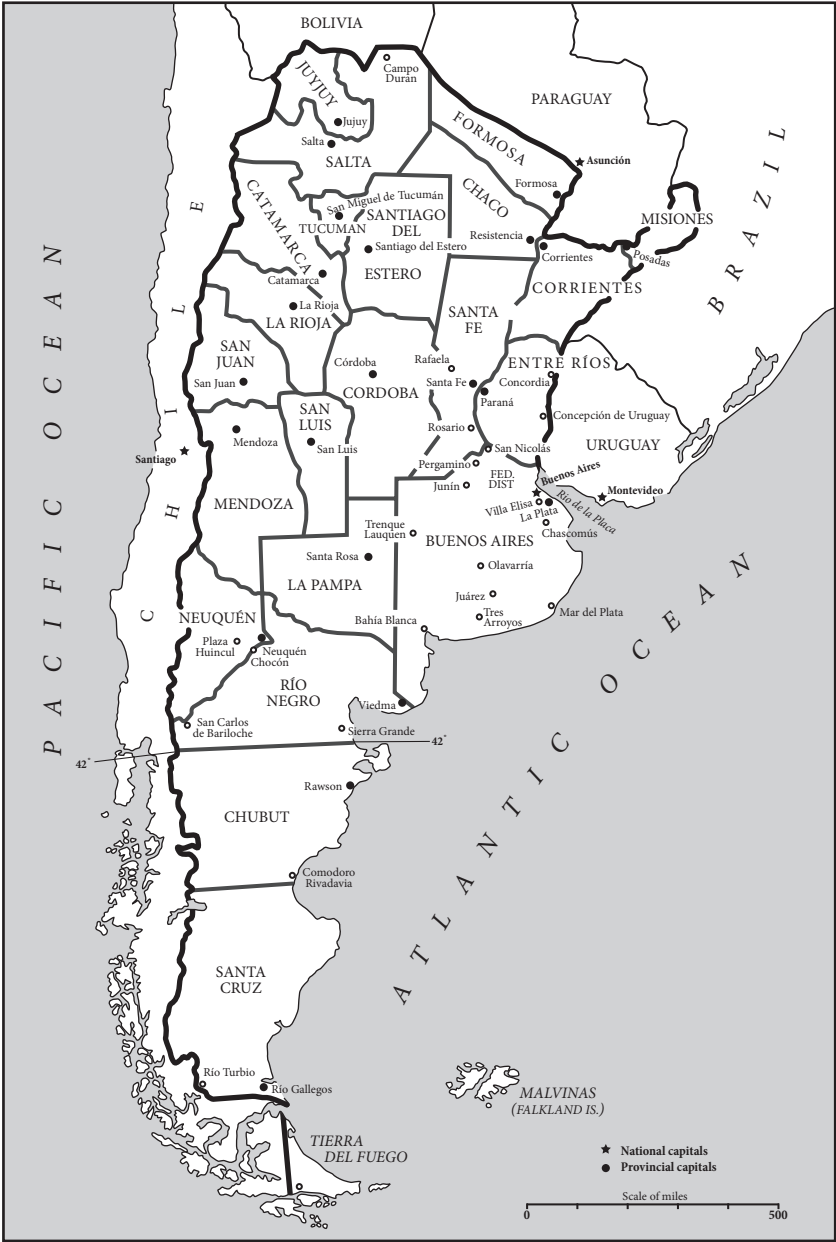 BOLIVIA
Campo
Durán
JUYJUY
PARAGUAY
Jujuy
FORMOSA
Salta
SALTA
Asunción
CATAMARCA
CHACO
Formosa
San Miguel de Tucumán
SANTIAGO
DEL
ESTERO
TUCUMAN
MISIONES
BRAZIL
Resistencia
Santiago del Estero
Corrientes
Posadas
Catamarca
CORRIENTES
La Rioja
LA RIOJA
SANTA
FE
SAN
JUAN
ENTRE RÍOS
Córdoba
Rafaela
San Juan
Santa Fe
Concordia
CORDOBA
Paraná
SAN
LUIS
Concepción de Uruguay
Mendoza
Rosario
San Luis
San Nicolás
URUGUAY
Santiago
Pergamino
FED.
DIST
Buenos Aires
Junín
Montevideo
MENDOZA
Villa Elisa
La Plata
Río de la Placa
Trenque
Lauquen
Chascomús
BUENOS AIRES
Santa Rosa
Olavarría
LA PAMPA
Juárez
Mar del Plata
NEUQUÉN
Tres
Arroyos
Bahía Blanca
Plaza
Huincul
Neuquén
Chocón
RÍO
NEGRO
Viedma
San Carlos
de Bariloche
Sierra Grande
42°
42°
Rawson
CHUBUT
Comodoro
Rivadavia
SANTA
CRUZ
Río Turbio
Río Gallegos
MALVINAS
(FALKLAND IS.)
TIERRA
DEL FUEGO
CHILE
PACIFIC OCEAN
ATLANTIC OCEAN
National capitals
Provincial capitals
Scale of miles
0
500